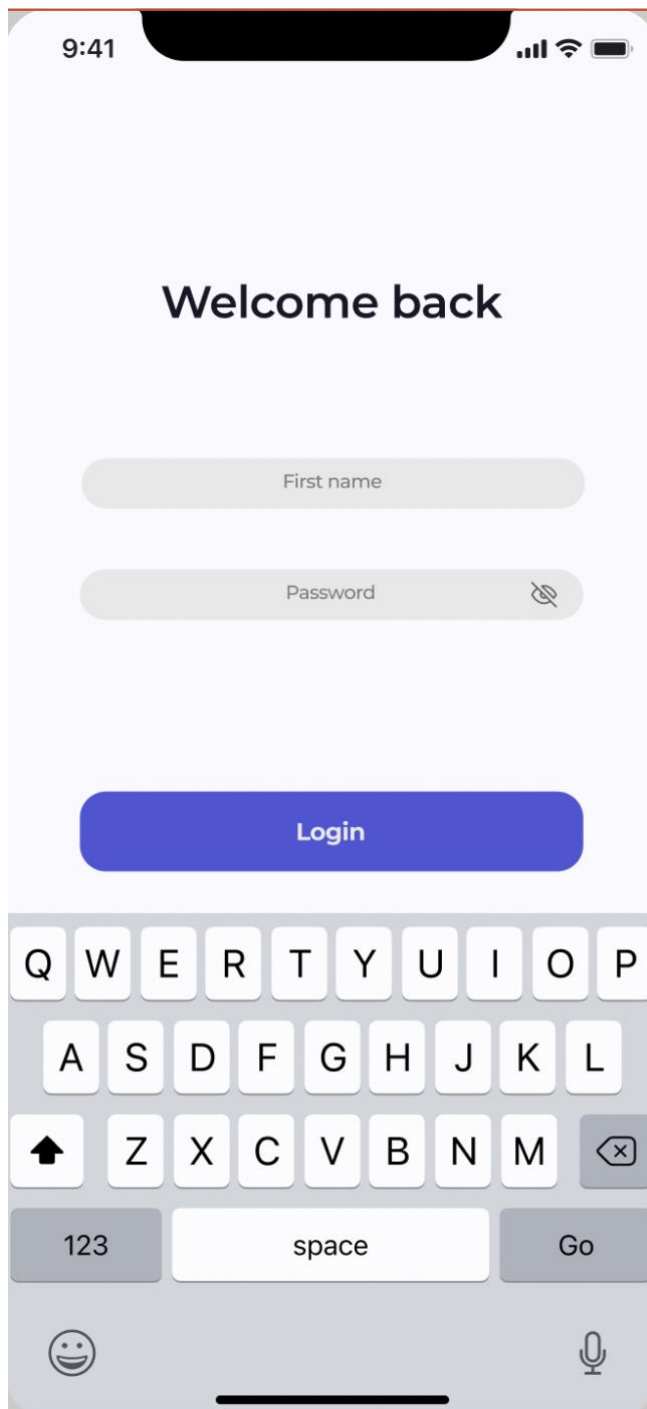 9:41
Welcome back
First name
Password
Login
Q W E R T Y U I O P
A S D F G H J K L
Z X C V B N M
123 space Go